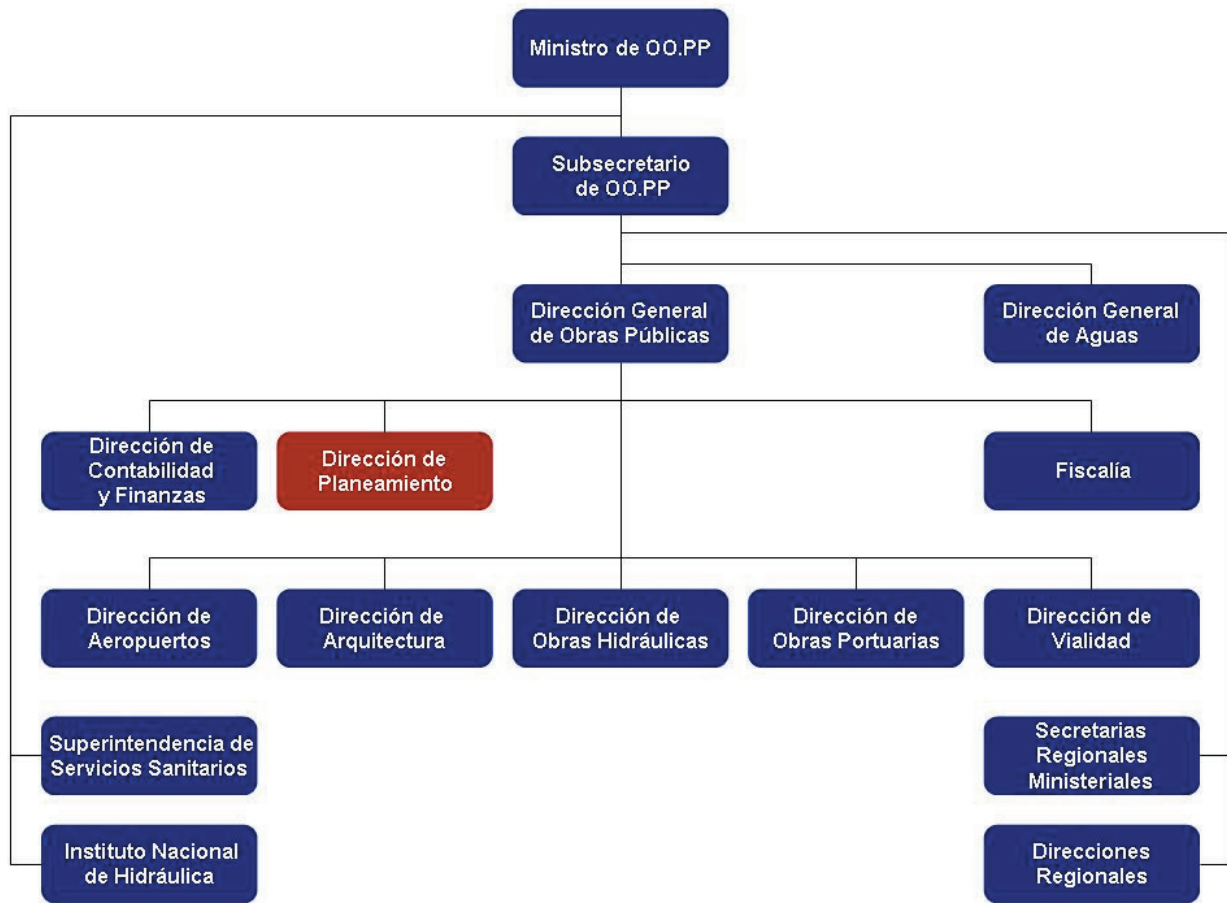 Ministro de OO.PP
Subsecretario
de OO.PP
Dirección General
de Obras Públicas
Dirección General
de Aguas
Dirección de
Contabilidad
y Finanzas
Dirección de
Planeamiento
Fiscalía
Dirección de
Aeropuertos
Dirección de
Arquitectura
Dirección de
Obras Hidráulicas
Dirección de
Obras Portuarias
Dirección de
Vialidad
Superintendencia de
Servicios Sanitarios
Secretarias
Regionales
Ministeriales
Instituto Nacional
de Hidráulica
Direcciones
Regionales